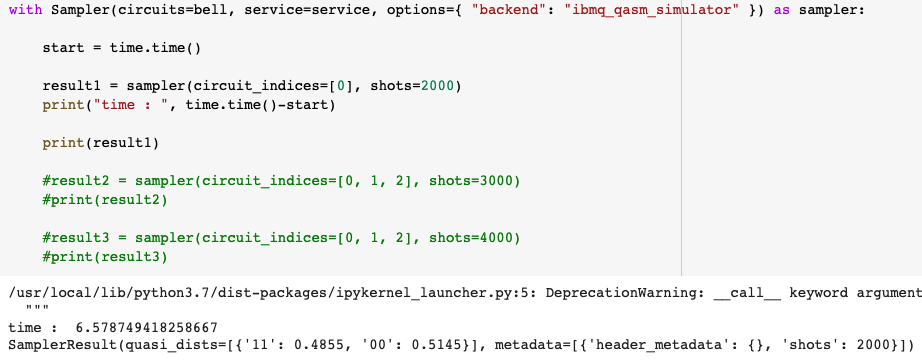 with Sampler(circuits=bell, service=service, options={ "backend": "ibmq_qasm_simulator" }) as sampler:
start = time.time()
result1 = sampler(circuit_indices=[0], shots=2000)
print("time : ", time.time()-start)
print(result1)
#result2 = sampler(circuit_indices=[0, 1, 2], shots=3000)
#print(result2)
#result3 = sampler(circuit_indices=[0, 1, 2], shots=4000)
#print(result3)
/usr/local/lib/python3.7/dist-packages/ipykernel_launcher.py:5: DeprecationWarning: __call__ keyword argument
"""
time :  6.578749418258667
SamplerResult(quasi_dists=[{'11': 0.4855, '00': 0.5145}], metadata=[{'header_metadata': {}, 'shots': 2000}])